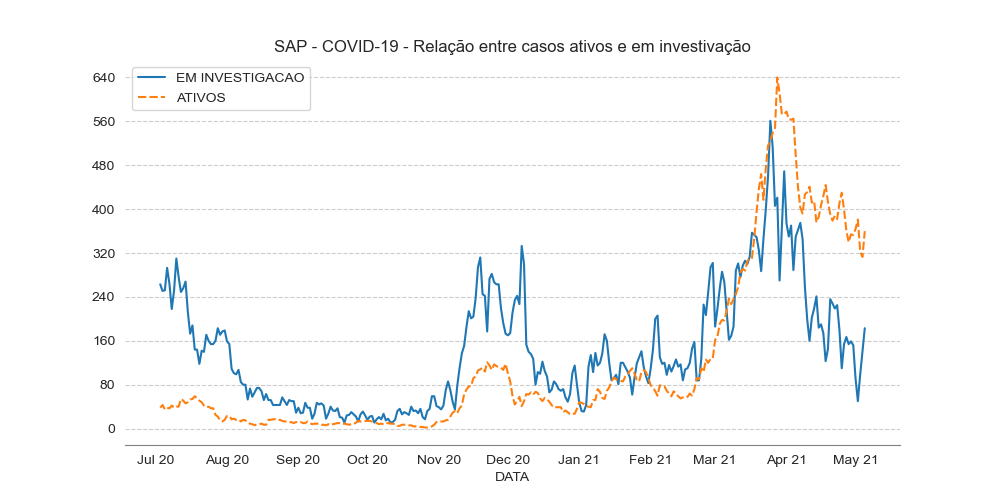 SAP - COVID-19 - Relação entre casos ativos e em investivação
EM INVESTIGACAO
ATIVOS
640
560
480
400
320
240
160
80
0
Jul 20 Aug 20 Sep 20 Oct 20 Nov 20 Dec 20 Jan 21 Feb 21 Mar 21 Apr 21 May 21
DATA